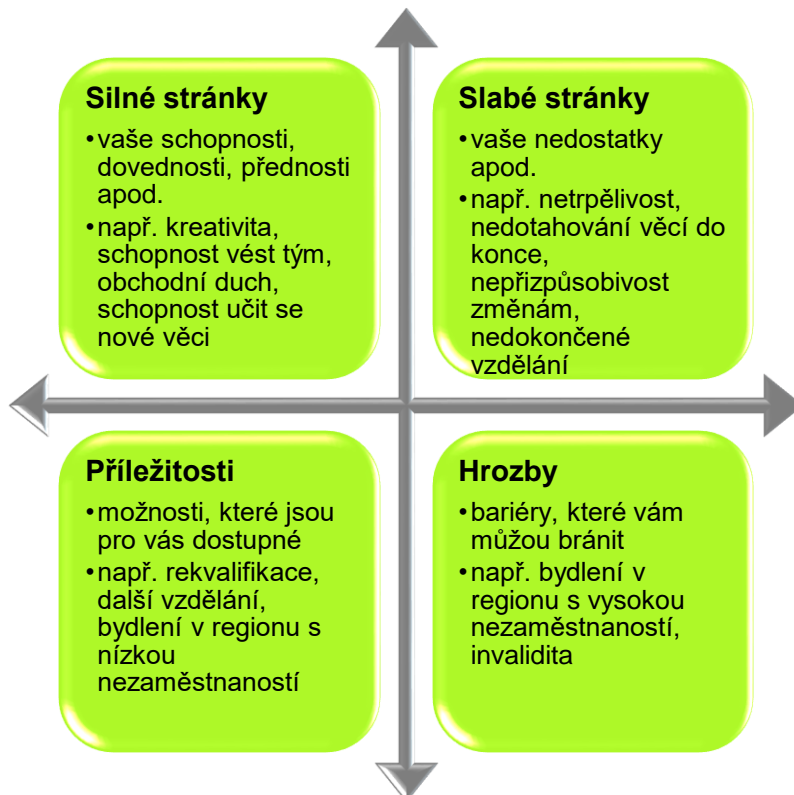 Silné stránky
•vaše schopnosti,
dovednosti, přednosti
apod.
•např. kreativita,
schopnost vést tým,
obchodní duch,
schopnost učit se
nové věci
Slabé stránky
•vaše nedostatky
apod.
•např. netrpělivost,
nedotahování věcí do
konce,
nepřizpůsobivost
změnám,
nedokončené
vzdělání
Příležitosti
•možnosti, které jsou
pro vás dostupné
•např. rekvalifikace,
další vzdělání,
bydlení v regionu s
nízkou
nezaměstnaností
Hrozby
•bariéry, které vám
můžou bránit
•např. bydlení v
regionu s vysokou
nezaměstnaností,
invalidita